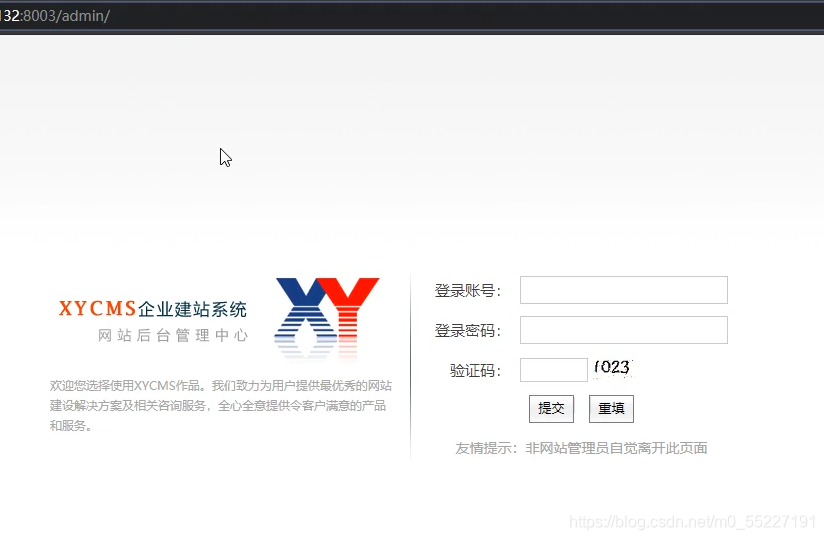 132:8003/admin/
XYCMS企业建站系统
网站后台管理中心
XY
欢迎您选择使用XYCMS作品。我们致力为用户提供最优秀的网站
建设解决方案及相关咨询服务，全心全意提供令客户满意的产品
和服务。
登录账号：
登录密码：
验证码：
1023
提交 重填
友情提示：非网站管理员自觉离开此页面
https://blog.csdn.net/m0_55227191